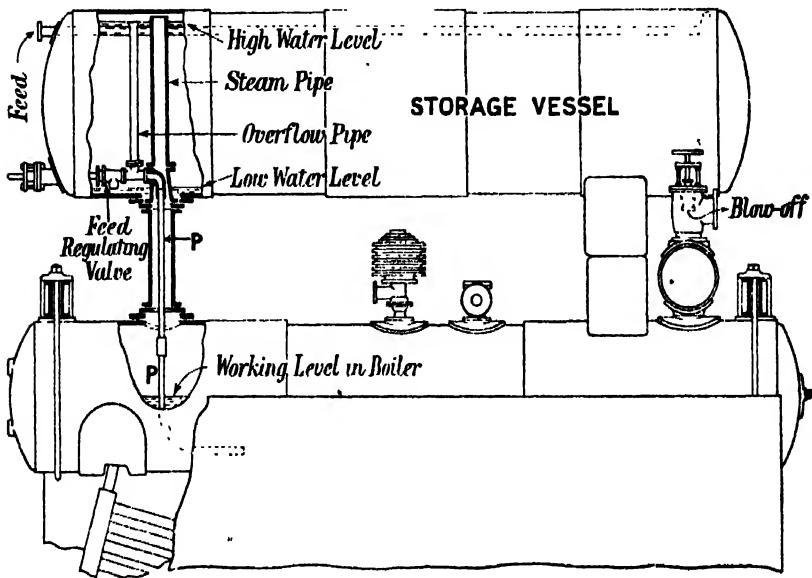 High Water Level
Feed
Steam Pipe
STORAGE VESSEL
Overflow Pipe
Low Water Level
Blow-off
Feed
Regulating
Valve
P
P
Working Level in Boiler